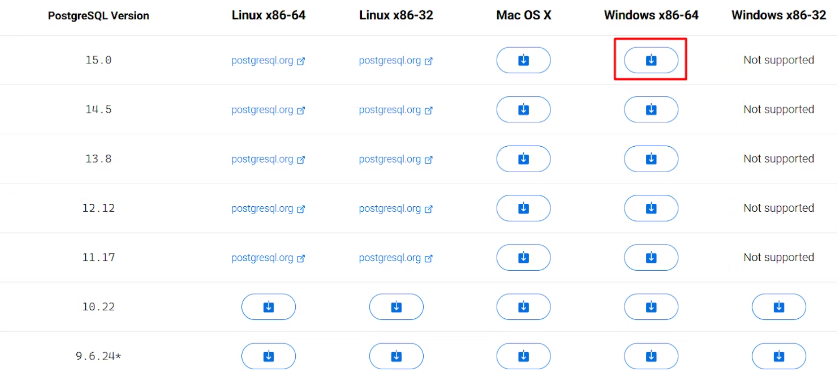 PostgreSQL Version Linux x86-64 Linux x86-32 Mac OS X Windows x86-64 Windows x86-32
15.0 postgresql.org postgresql.org Not supported
14.5 postgresql.org postgresql.org Not supported
13.8 postgresql.org postgresql.org Not supported
12.12 postgresql.org postgresql.org Not supported
11.17 postgresql.org postgresql.org Not supported
10.22
9.6.24*